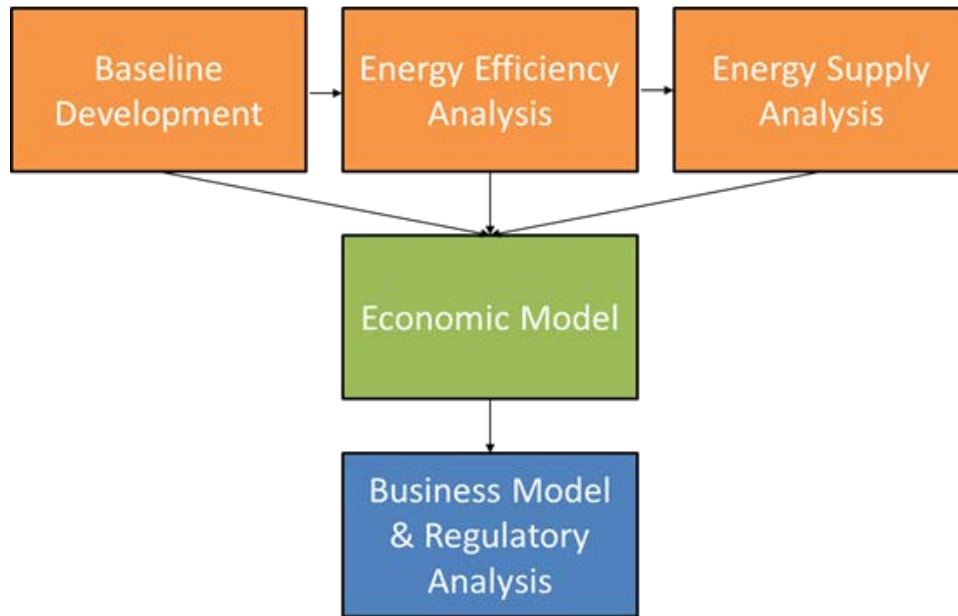 Baseline
Development
Energy Efficiency
Analysis
Energy Supply
Analysis
Economic Model
Business Model
& Regulatory
Analysis